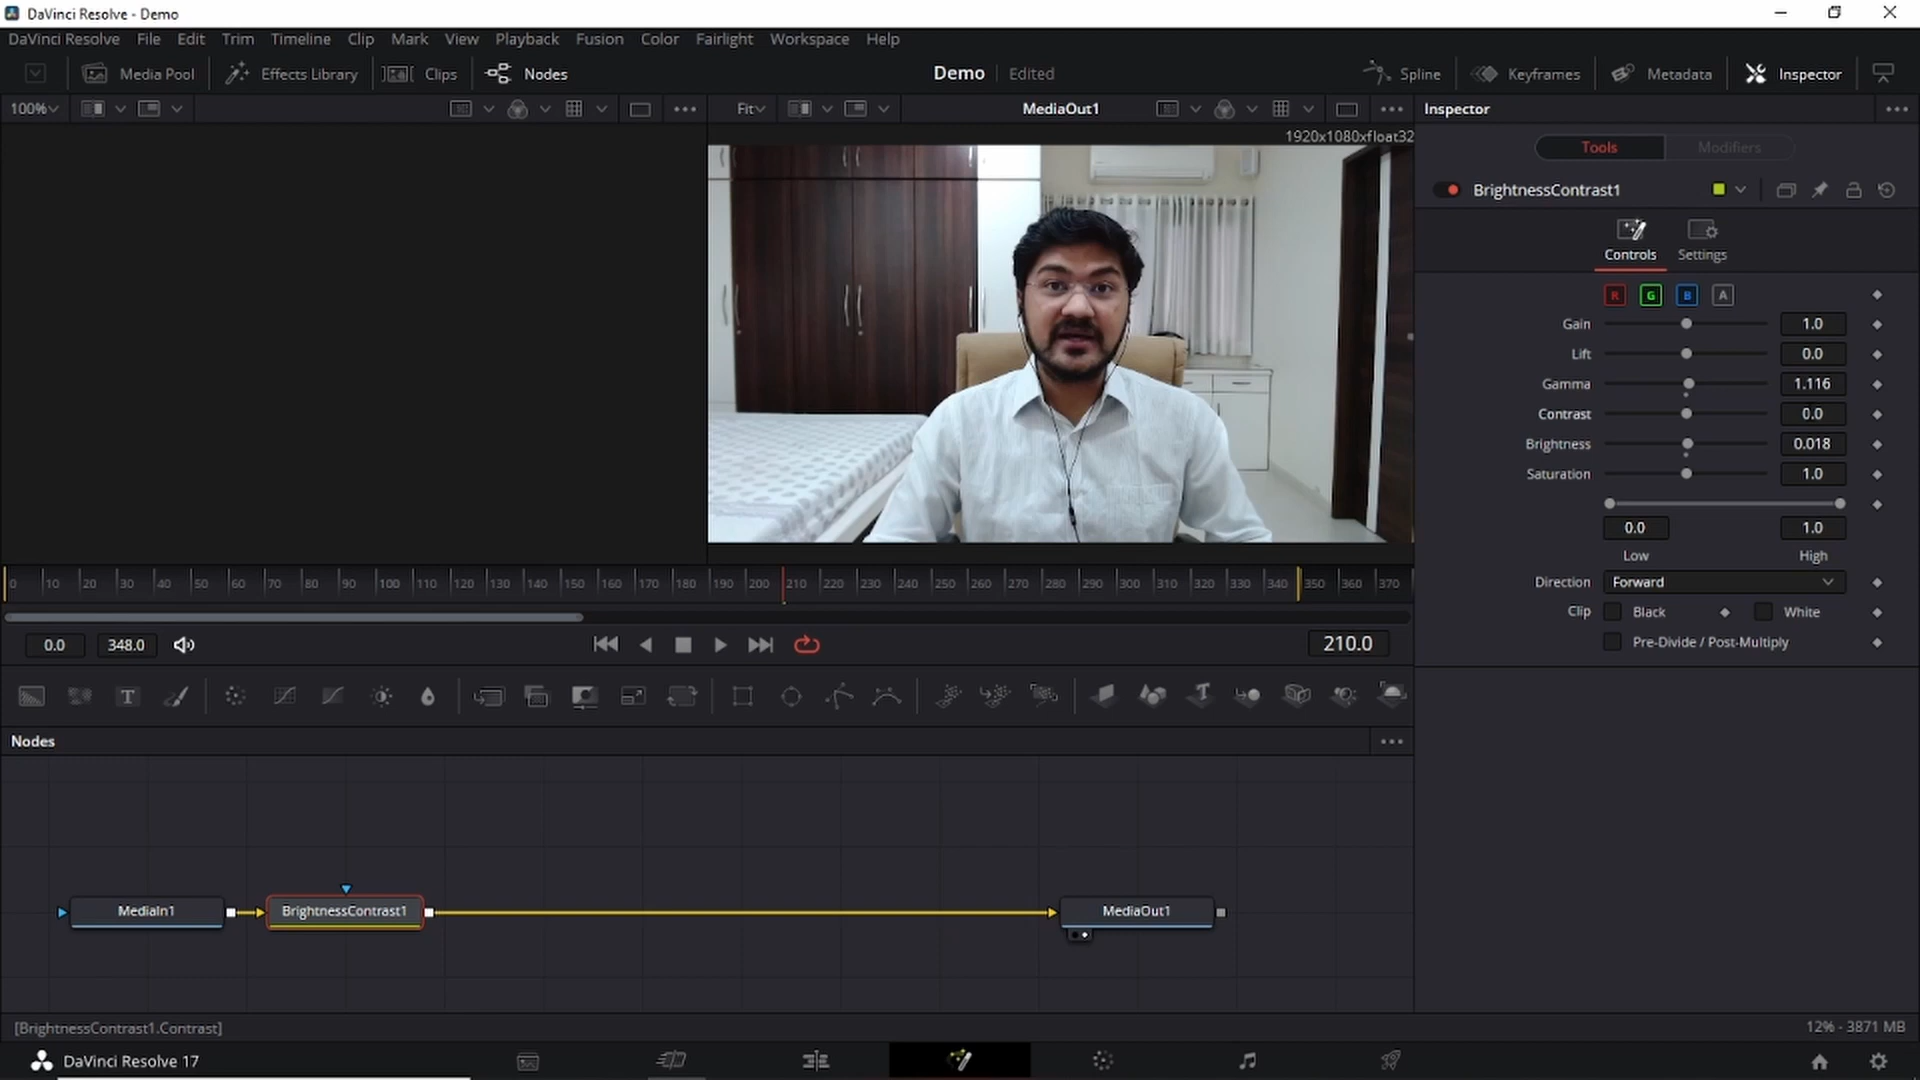 DaVinci Resolve - Demo
DaVinci Resolve File Edit Trim Timeline Clip Mark View Playback Fusion Color Fairlight Workspace Help
Media Pool Effects Library Clips Nodes Demo Edited Spline Keyframes Metadata Inspector
100% Fit MediaOut1 Inspector
1920x1080xfloat32
Tools Modifiers
BrightnessContrast1
Controls Settings
R G B A
Gain 1.0
Lift 0.0
Gamma 1.116
Contrast 0.0
Brightness 0.018
Saturation 1.0
0.0 1.0
Low High
Direction Forward
Clip Black White
Pre-Divide / Post-Multiply
0 10 20 30 40 50 60 70 80 90 100 110 120 130 140 150 160 170 180 190 200 210 220 230 240 250 260 270 280 290 300 310 320 330 340 350 360 370
0.0 348.0 210.0
T T
Nodes
MediaIn1 BrightnessContrast1 MediaOut1
[BrightnessContrast1.Contrast] 12% - 3871 MB
DaVinci Resolve 17